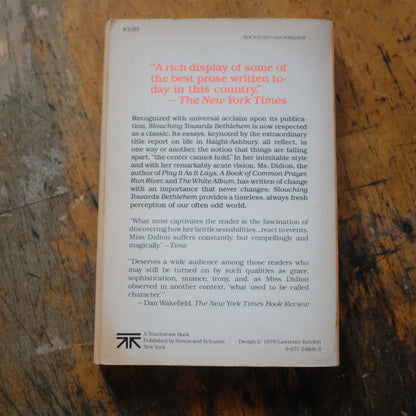 $3.95
SOCIOLOGY/JOURNALISM
"A rich display of some of
the best prose written to-
day in this country."
—The New York Times
Recognized with universal acclaim upon its publica-
tion, Slouching Towards Bethlehem is now respected
as a classic. Its essays, keynoted by the extraordinary
title report on life in Haight-Ashbury, all reflect, in
one way or another, the notion that things are falling
apart, "the center cannot hold." In her inimitable style
and with her remarkably acute vision, Ms. Didion, the
author of Play It As It Lays, A Book of Common Prayer,
Run River, and The White Album, has written of change
with an importance that never changes; Slouching
Towards Bethlehem provides a timeless, always fresh
perception of our often odd world.
"What most captivates the reader is the fascination of
discovering how her brittle sensibilities...react to events.
Miss Didion suffers constantly, but compellingly and
magically." —Time
"Deserves a wide audience among those readers who
may still be turned on by such qualities as grace,
sophistication, nuance, irony, and, as Miss Didion
observed in another context, 'what used to be called
character.'"
—Dan Wakefield, The New York Times Book Review
A Touchstone Book
Published by Simon and Schuster
New York
Design © 1979 Lawrence Ratzkin
0-671-24806-5